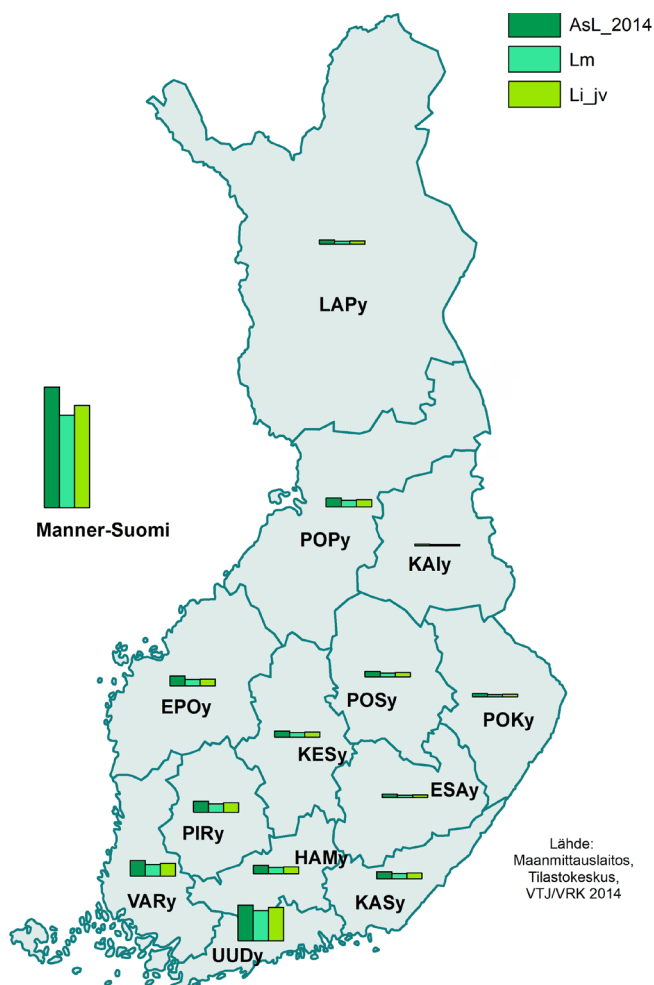 AsL_2014
Lm
Li_jv
LAPy
Manner-Suomi
POPy
KAIy
EPOy
POSy
POKy
KESy
ESAy
PIRy
HAMy
VARy
KASy
UUDy
Lähde:
Maanmittauslaitos,
Tilastokeskus,
VTJ/VRK 2014